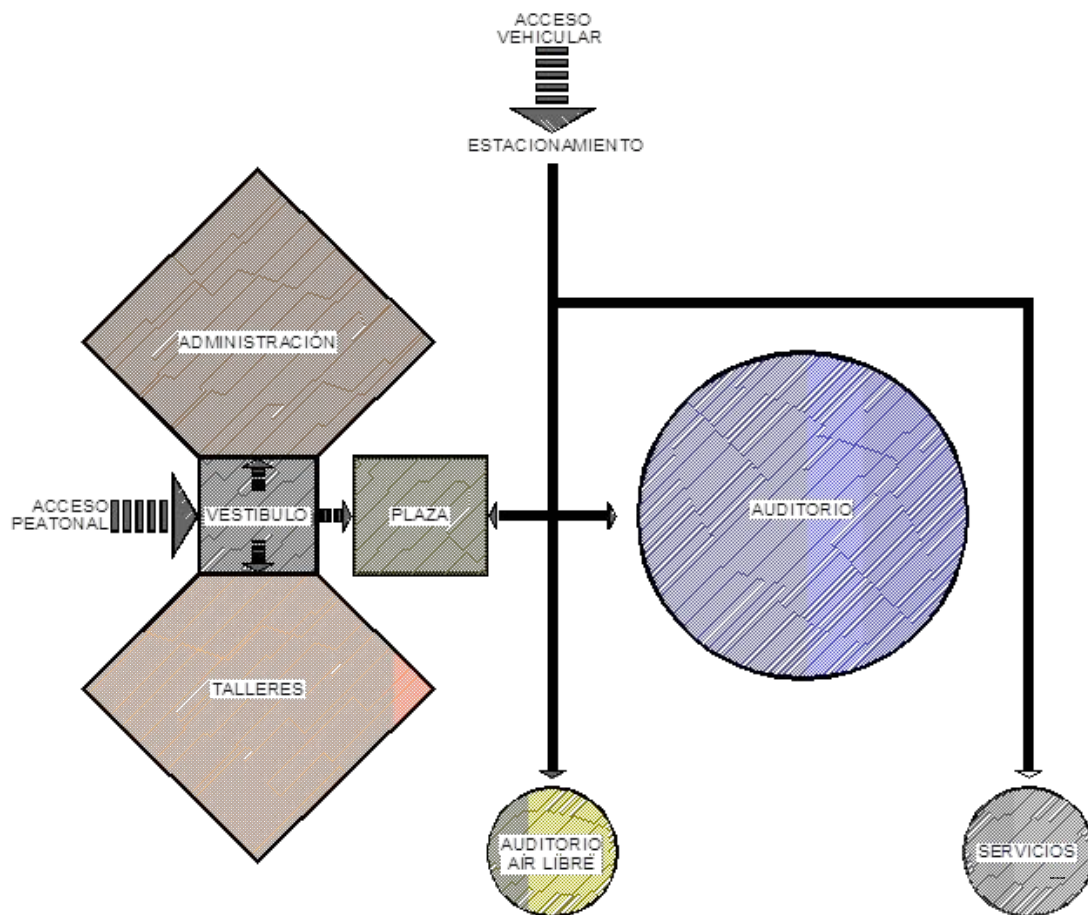 ACCESO
VEHICULAR
ESTACIONAMIENTO
ADMINISTRACIÓN
ACCESO
PEATONAL
VESTIBULO
PLAZA
AUDITORIO
TALLERES
AUDITORIO
AIR LIBRE
SERVICIOS